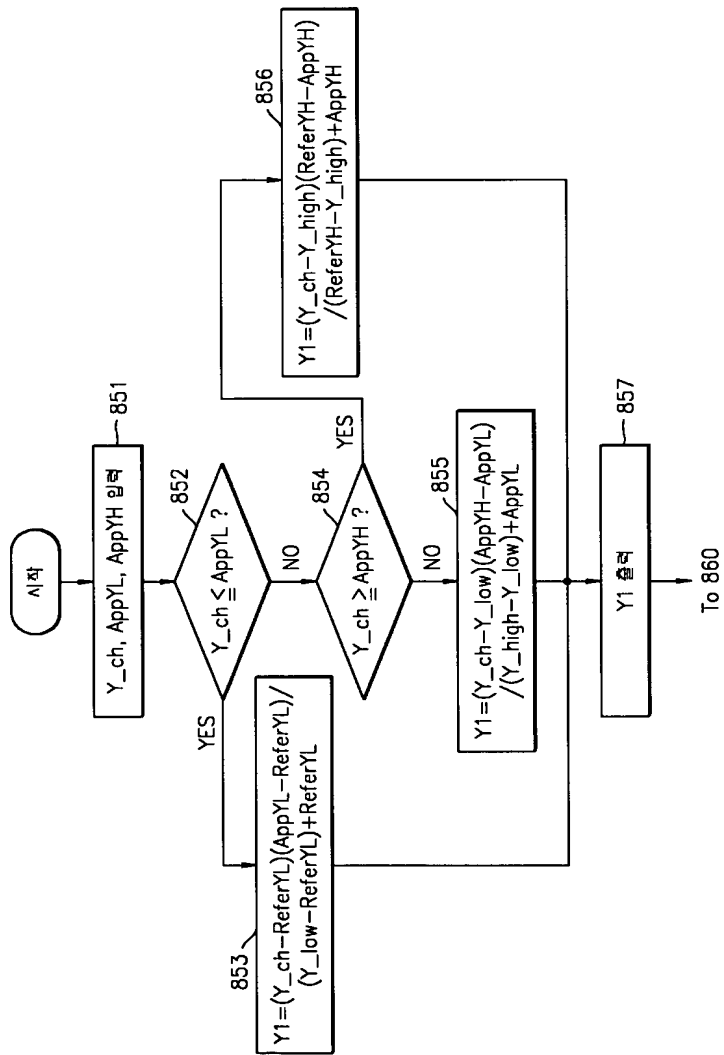 시작
851
Y_ch, AppYL, AppYH 입력
852
Y_ch ≦ AppYL ?
YES
NO
853
Y1=(Y_ch−ReferYL)(AppYL−ReferYL)/
(Y_low−ReferYL)+ReferYL
854
Y_ch ≧ AppYH ?
YES
NO
856
Y1=(Y_ch−Y_high)(ReferYH−AppYH)
/(ReferYH−Y_high)+AppYH
855
Y1=(Y_ch−Y_low)(AppYH−AppYL)
/(Y_high−Y_low)+AppYL
857
Y1 출력
To 860